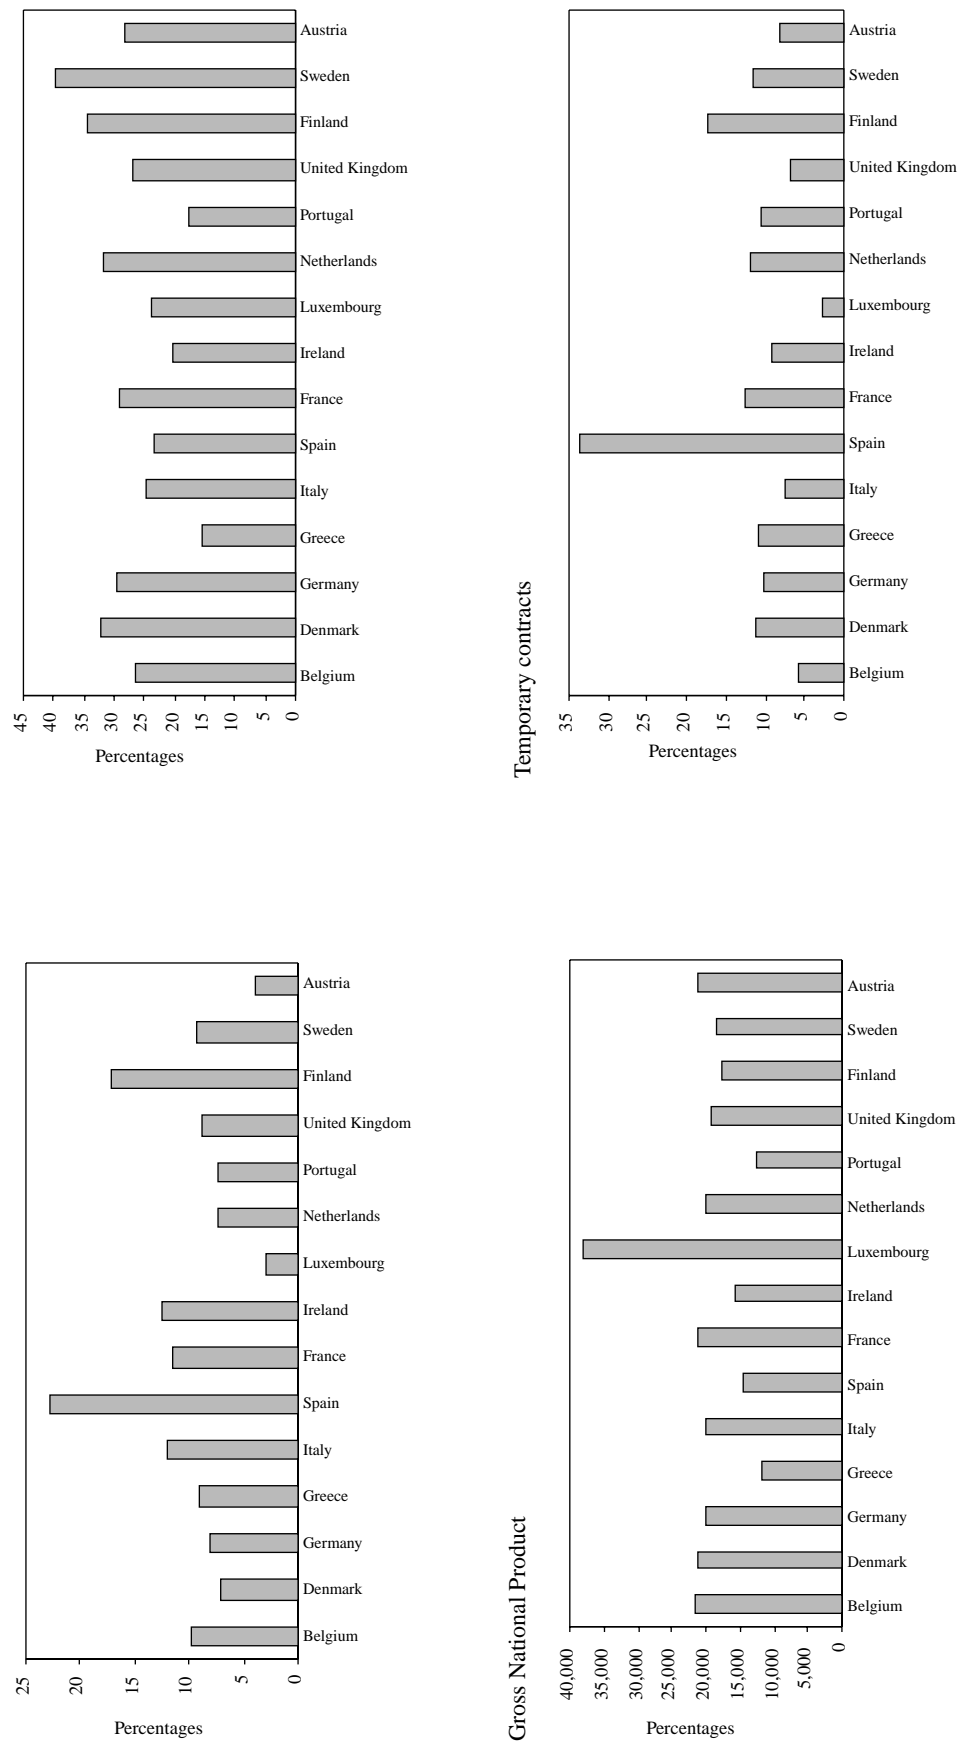 Austria
Sweden
Finland
United Kingdom
Portugal
Netherlands
Luxembourg
Ireland
France
Spain
Italy
Greece
Germany
Denmark
Belgium
45
40
35
30
25
20
15
10
5
0
Percentages
Temporary contracts
Austria
Sweden
Finland
United Kingdom
Portugal
Netherlands
Luxembourg
Ireland
France
Spain
Italy
Greece
Germany
Denmark
Belgium
35
30
25
20
15
10
5
0
Percentages
Austria
Sweden
Finland
United Kingdom
Portugal
Netherlands
Luxembourg
Ireland
France
Spain
Italy
Greece
Germany
Denmark
Belgium
25
20
15
10
5
0
Percentages
Gross National Product
Austria
Sweden
Finland
United Kingdom
Portugal
Netherlands
Luxembourg
Ireland
France
Spain
Italy
Greece
Germany
Denmark
Belgium
40,000
35,000
30,000
25,000
20,000
15,000
10,000
5,000
0
Percentages